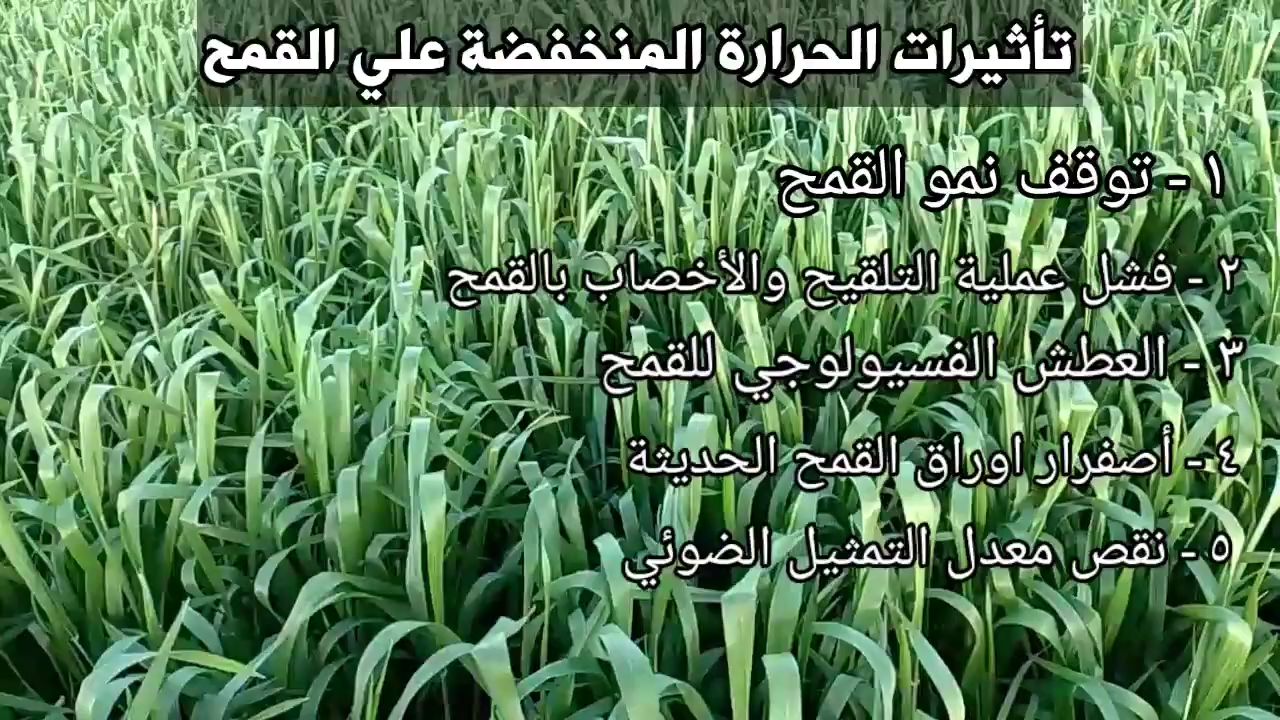 تأثيرات الحرارة المنخفضة علي القمح
١ - توقف نمو القمح
٢ - فشل عملية التلقيح والأخصاب بالقمح
٣ - العطش الفسيولوجي للقمح
٤ - أصفرار اوراق القمح الحديثة
٥ - نقص معدل التمثيل الضوئي